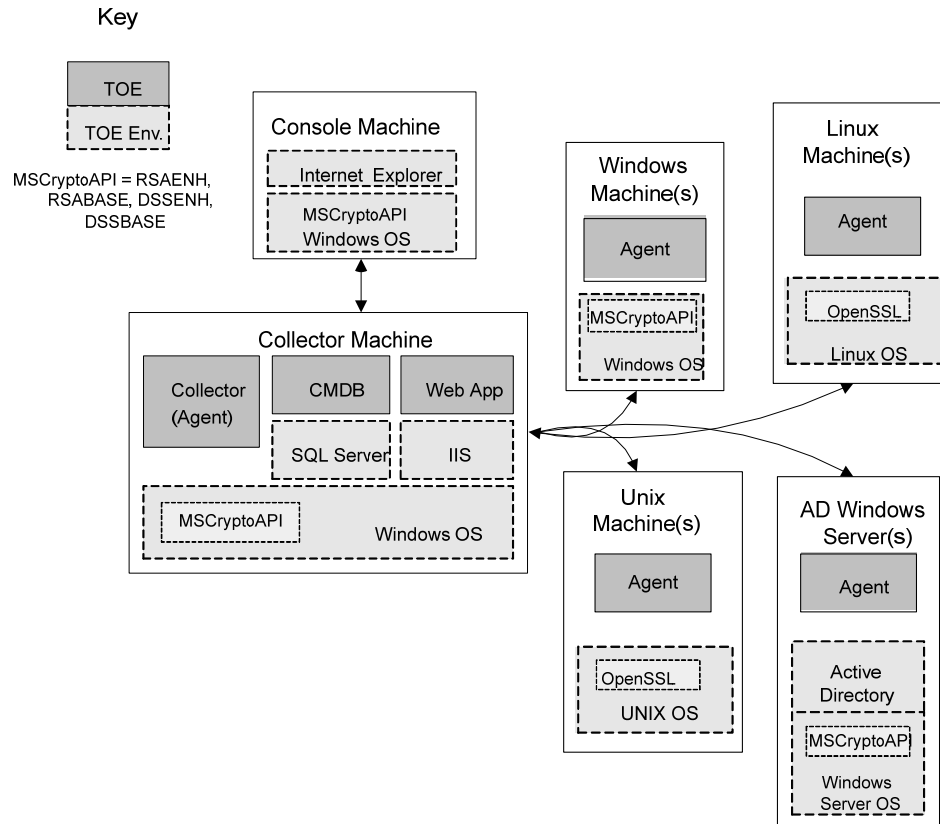 Key
TOE
TOE Env.
MSCryptoAPI = RSAENH,
RSABASE, DSSENH,
DSSBASE
Console Machine
Internet Explorer
MSCryptoAPI
Windows OS
Collector Machine
Collector
(Agent)
CMDB
Web App
SQL Server
IIS
MSCryptoAPI
Windows OS
Windows
Machine(s)
Agent
MSCryptoAPI
Windows OS
Linux
Machine(s)
Agent
OpenSSL
Linux OS
Unix
Machine(s)
Agent
OpenSSL
UNIX OS
AD Windows
Server(s)
Agent
Active
Directory
MSCryptoAPI
Windows
Server OS